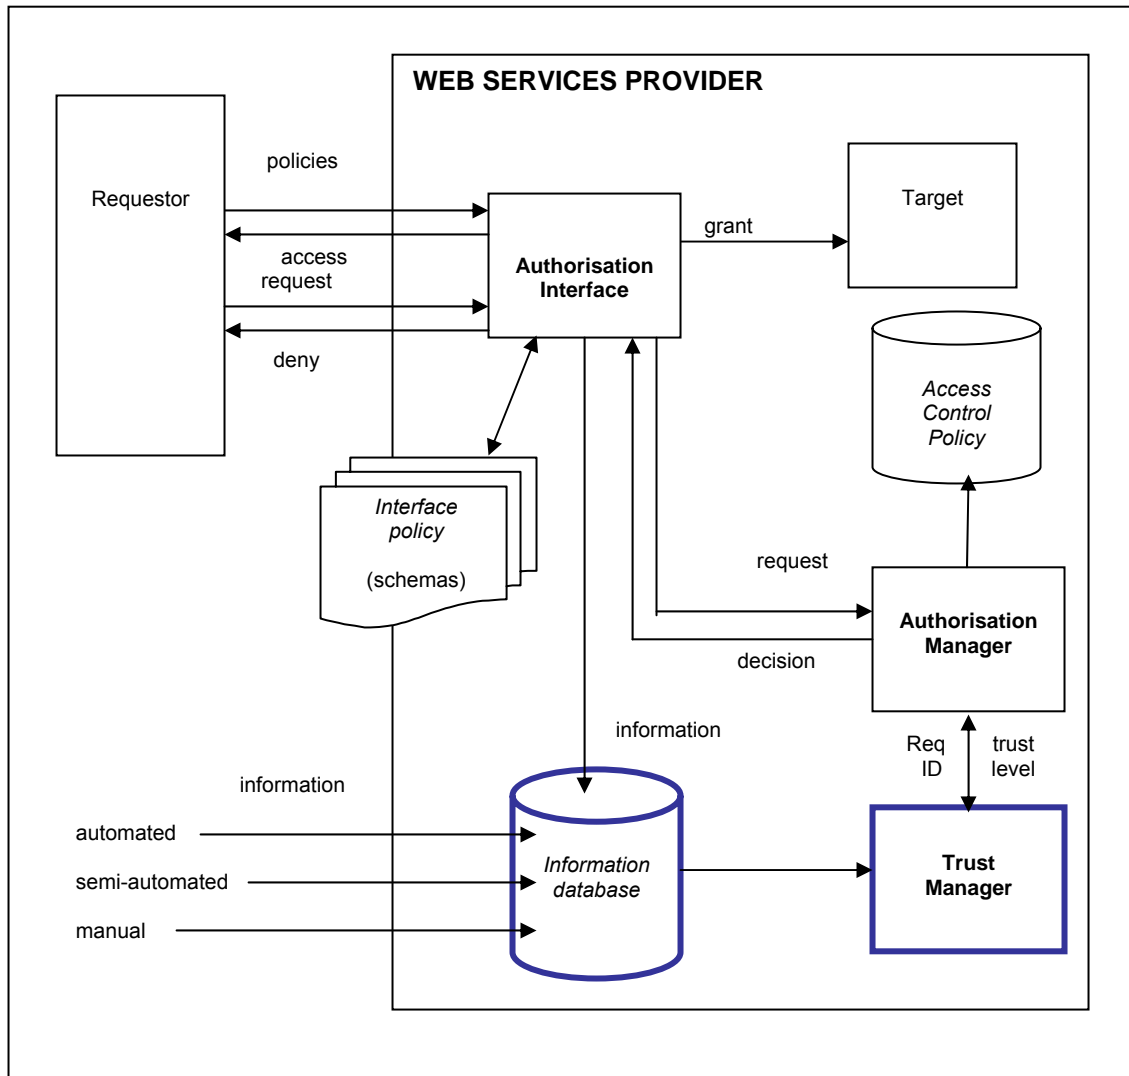 WEB SERVICES PROVIDER
policies
Requestor
Target
grant
access
request
Authorisation
Interface
deny
Access
Control
Policy
Interface
policy
(schemas)
request
Authorisation
Manager
decision
information
Req
ID
trust
level
information
automated
semi-automated
manual
Information
database
Trust
Manager